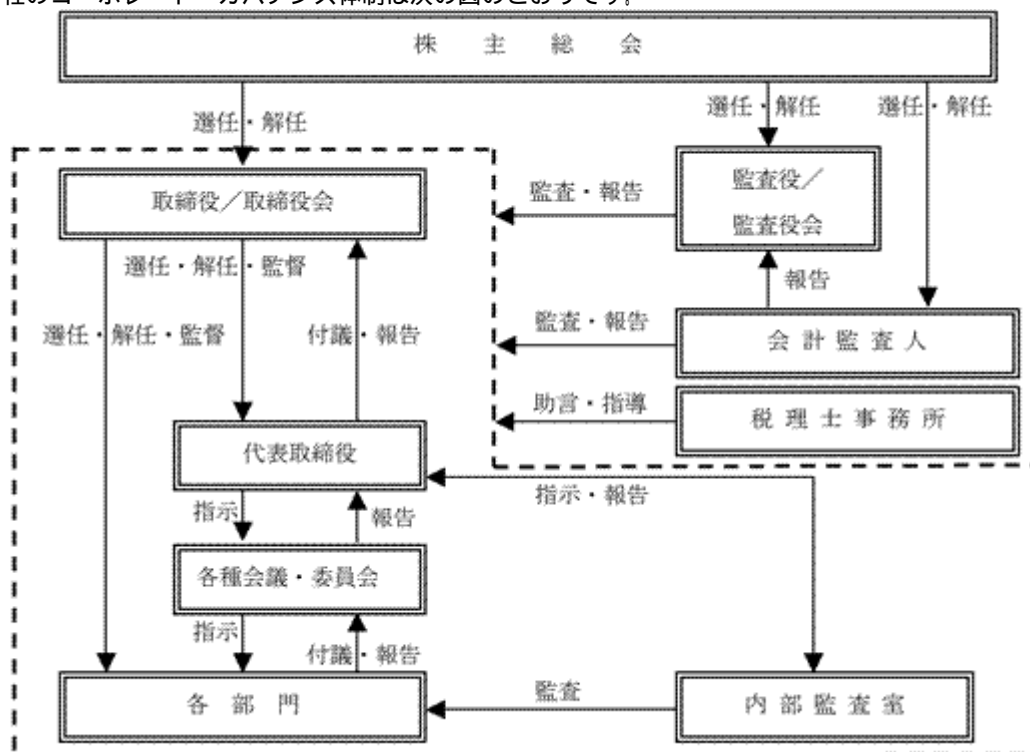 社のコーポレート・ガバナンス体制は次の図のとおりです。
株主総会
選任・解任
選任・解任
選任・解任
取締役／取締役会
監査・報告
監査役／
監査役会
選任・解任・監督
報告
選任・解任・監督
付議・報告
監査・報告
会計監査人
助言・指導
税理士事務所
代表取締役
指示・報告
指示
報告
各種会議・委員会
指示
付議・報告
各部門
監査
内部監査室